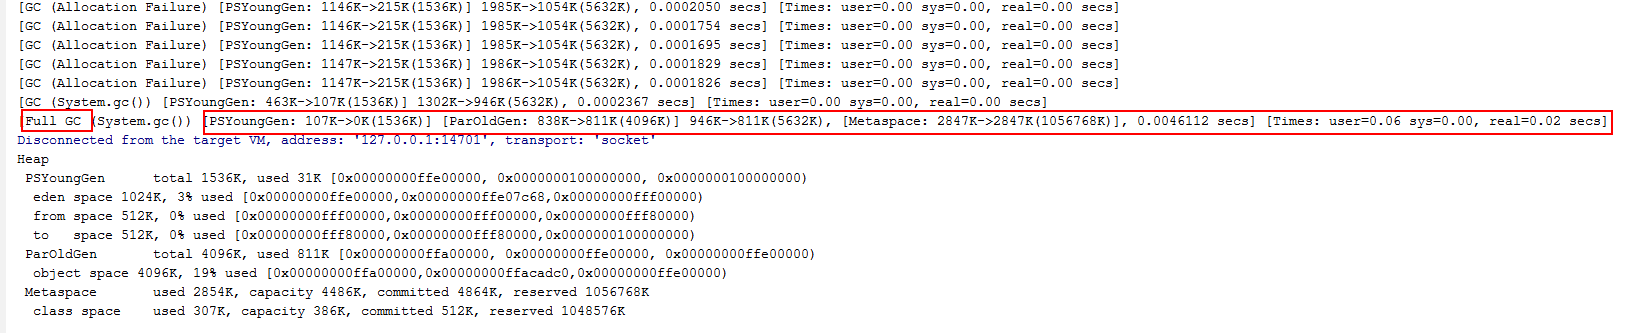 [GC (Allocation Failure) [PSYoungGen: 1146K->215K(1536K)] 1985K->1054K(5632K), 0.0002050 secs] [Times: user=0.00 sys=0.00, real=0.00 secs]
[GC (Allocation Failure) [PSYoungGen: 1146K->215K(1536K)] 1985K->1054K(5632K), 0.0001754 secs] [Times: user=0.00 sys=0.00, real=0.00 secs]
[GC (Allocation Failure) [PSYoungGen: 1146K->215K(1536K)] 1985K->1054K(5632K), 0.0001695 secs] [Times: user=0.00 sys=0.00, real=0.00 secs]
[GC (Allocation Failure) [PSYoungGen: 1147K->215K(1536K)] 1986K->1054K(5632K), 0.0001829 secs] [Times: user=0.00 sys=0.00, real=0.00 secs]
[GC (Allocation Failure) [PSYoungGen: 1147K->215K(1536K)] 1986K->1054K(5632K), 0.0001826 secs] [Times: user=0.00 sys=0.00, real=0.00 secs]
[GC (System.gc()) [PSYoungGen: 463K->107K(1536K)] 1302K->946K(5632K), 0.0002367 secs] [Times: user=0.00 sys=0.00, real=0.00 secs]
[Full GC (System.gc()) [PSYoungGen: 107K->0K(1536K)] [ParOldGen: 838K->811K(4096K)] 946K->811K(5632K), [Metaspace: 2847K->2847K(1056768K)], 0.0046112 secs] [Times: user=0.06 sys=0.00, real=0.02 secs]
Disconnected from the target VM, address: '127.0.0.1:14701', transport: 'socket'
Heap
PSYoungGen total 1536K, used 31K [0x00000000ffe00000, 0x0000000100000000, 0x0000000100000000)
eden space 1024K, 3% used [0x00000000ffe00000,0x00000000ffe07c68,0x00000000fff00000)
from space 512K, 0% used [0x00000000fff00000,0x00000000fff00000,0x00000000fff80000)
to space 512K, 0% used [0x00000000fff80000,0x00000000fff80000,0x0000000100000000)
ParOldGen total 4096K, used 811K [0x00000000ffa00000, 0x00000000ffe00000, 0x00000000ffe00000)
object space 4096K, 19% used [0x00000000ffa00000,0x00000000ffacadc0,0x00000000ffe00000)
Metaspace used 2854K, capacity 4486K, committed 4864K, reserved 1056768K
class space used 307K, capacity 386K, committed 512K, reserved 1048576K